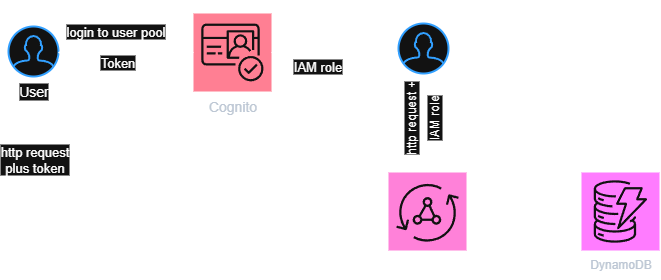 login to user pool
Token
User
Cognito
IAM role
http request +
IAM role
http request
plus token
DynamoDB